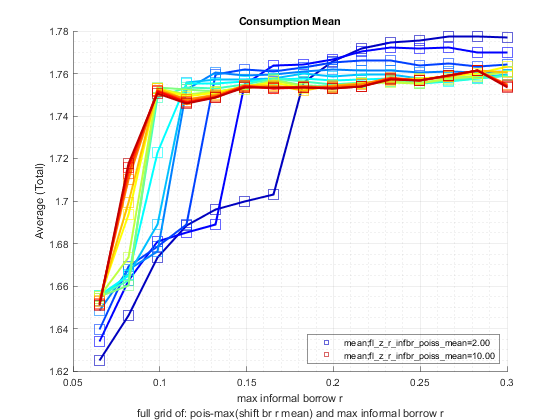 Consumption Mean
1.78
1.76
1.74
1.72
1.7
1.68
1.66
1.64
1.62
Average (Total)
mean;fl_z_r_infbr_poiss_mean=2.00
mean;fl_z_r_infbr_poiss_mean=10.00
0.05
0.1
0.15
0.2
0.25
0.3
max informal borrow r
full grid of: pois-max(shift br r mean) and max informal borrow r